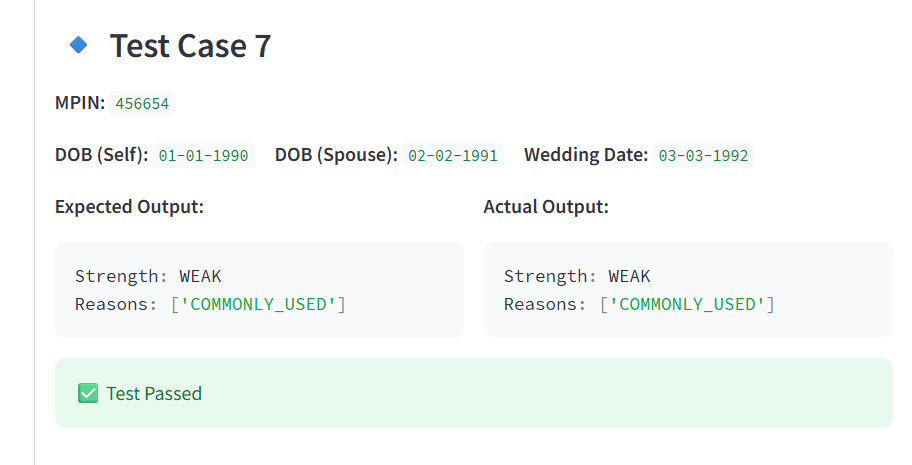 Test Case 7
MPIN: 456654
DOB (Self): 01-01-1990 DOB (Spouse): 02-02-1991 Wedding Date: 03-03-1992
Expected Output:
Strength: WEAK
Reasons: ['COMMONLY_USED']
Actual Output:
Strength: WEAK
Reasons: ['COMMONLY_USED']
Test Passed